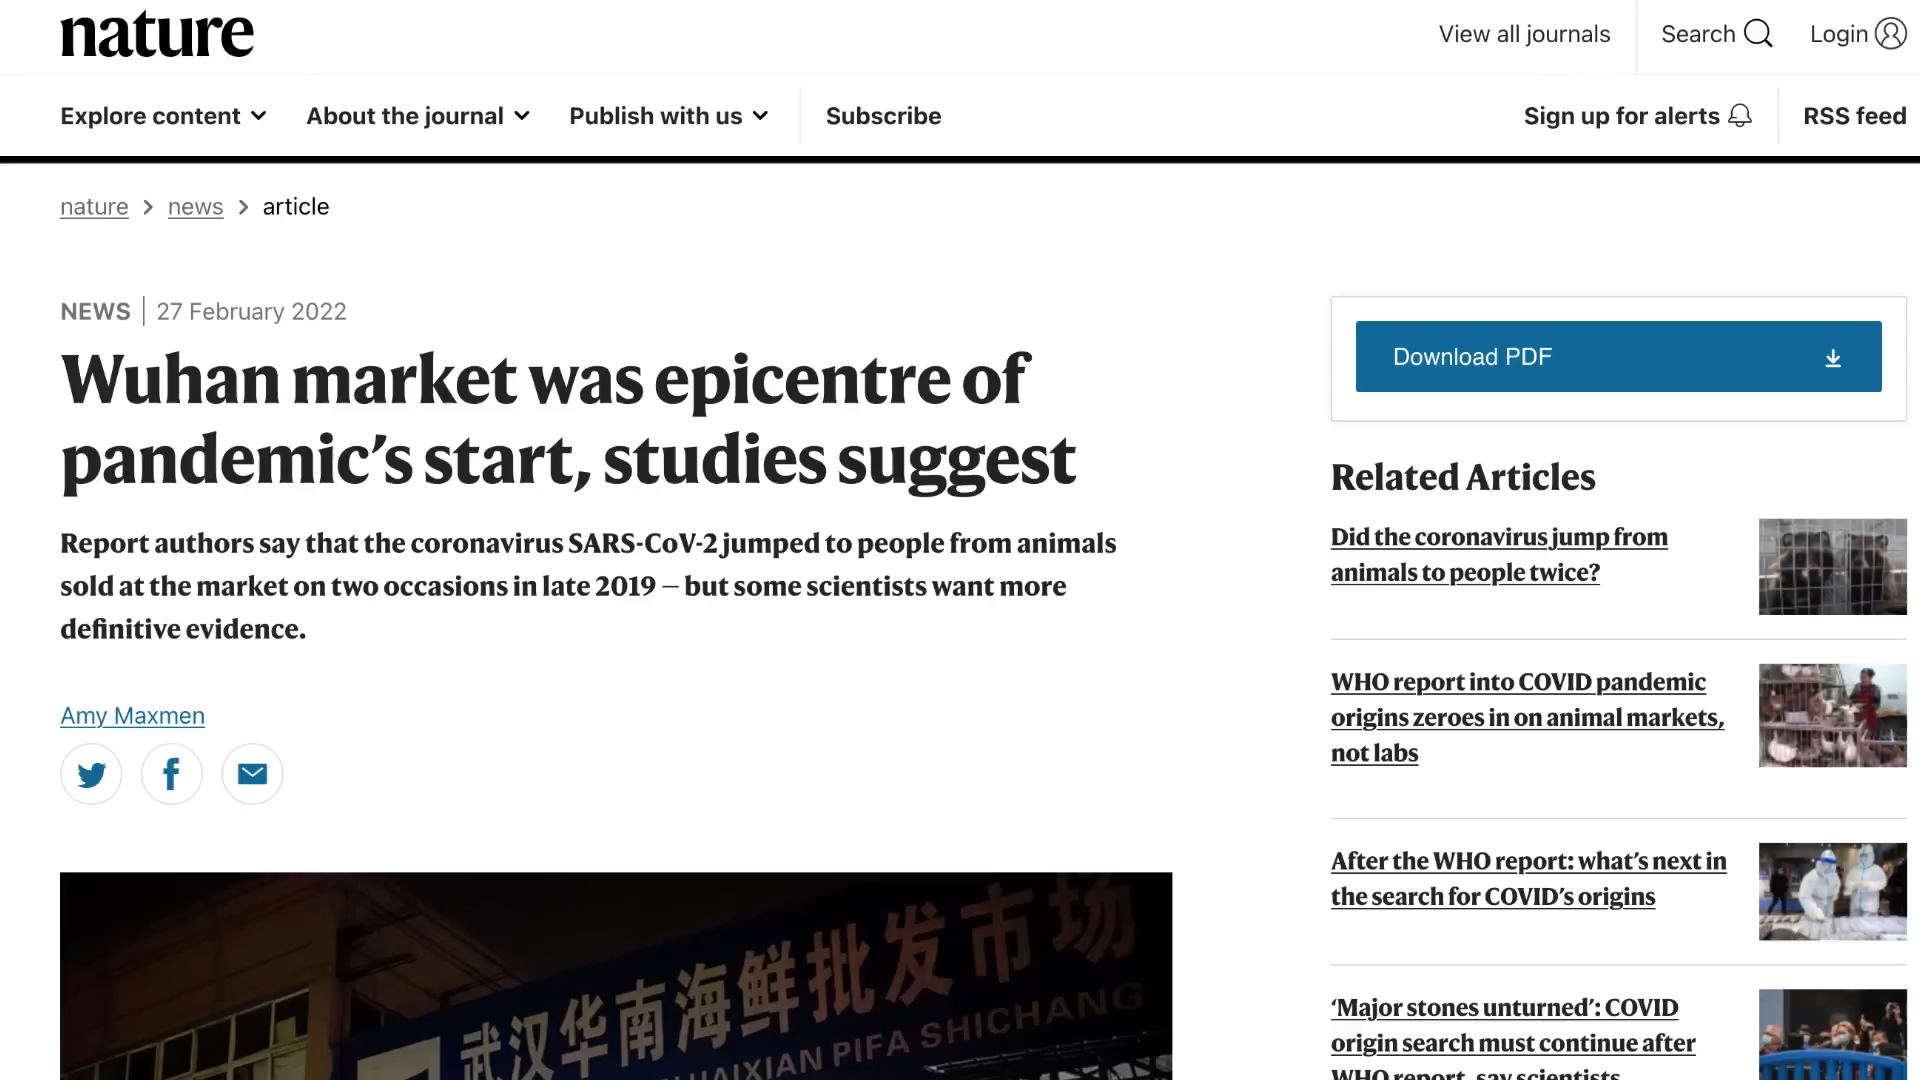 nature
View all journals
Search
Login
Explore content
About the journal
Publish with us
Subscribe
Sign up for alerts
RSS feed
nature > news > article
NEWS | 27 February 2022
Wuhan market was epicentre of
pandemic’s start, studies suggest
Report authors say that the coronavirus SARS-CoV-2 jumped to people from animals
sold at the market on two occasions in late 2019 — but some scientists want more
definitive evidence.
Amy Maxmen
武汉华南海鲜批发市场
HAIXIAN PIFA SHICHANG
Download PDF
Related Articles
Did the coronavirus jump from
animals to people twice?
WHO report into COVID pandemic
origins zeroes in on animal markets,
not labs
After the WHO report: what’s next in
the search for COVID’s origins
‘Major stones unturned’: COVID
origin search must continue after
WHO report, say scientists